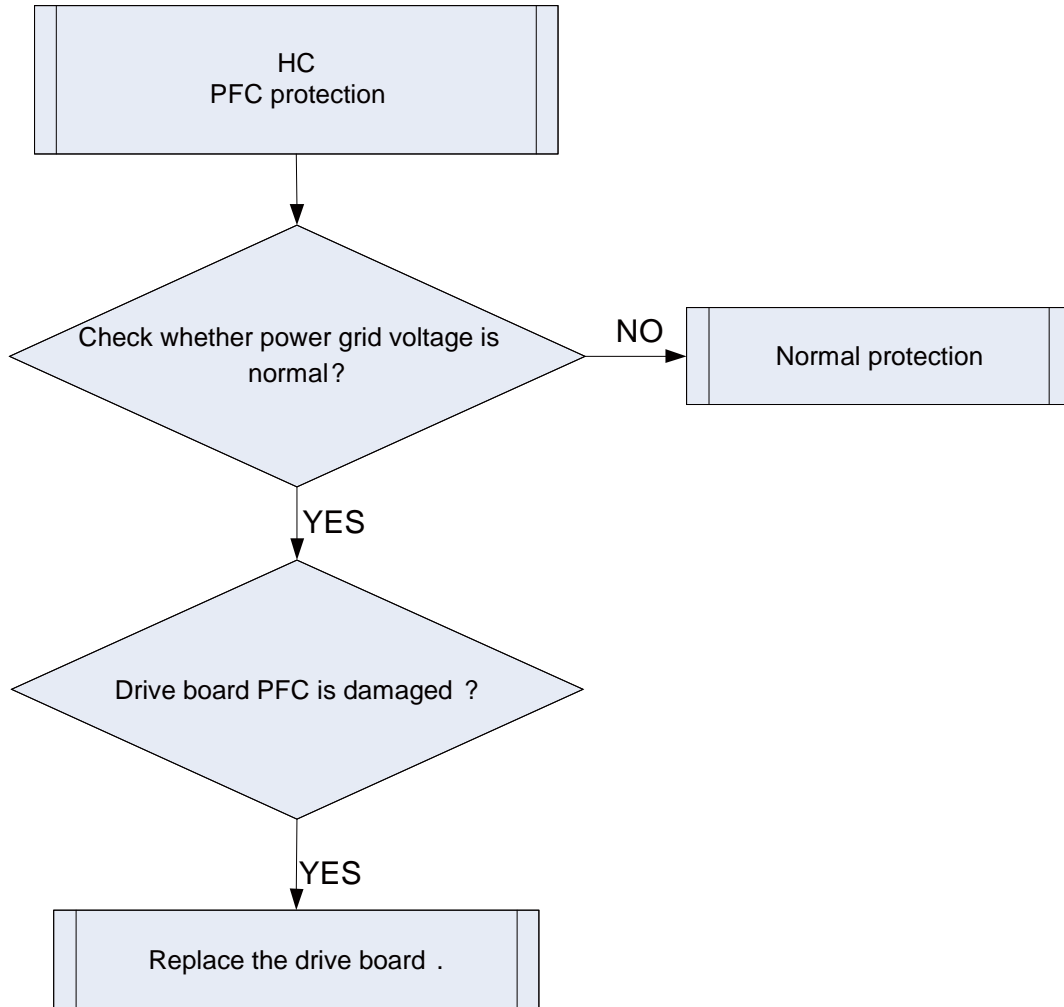 HC
PFC protection
Check whether power grid voltage is
normal?
NO
Normal protection
YES
Drive board PFC is damaged ?
YES
Replace the drive board .